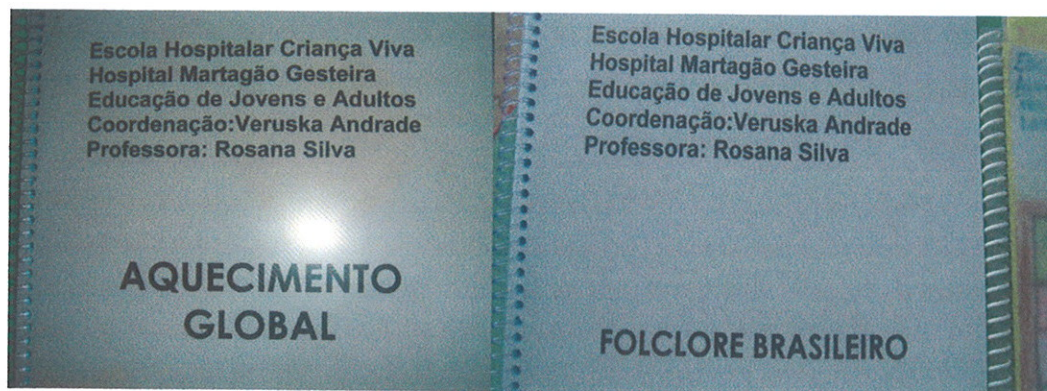 Escola Hospitalar Criança Viva
Hospital Martagão Gesteira
Educação de Jovens e Adultos
Coordenação:Veruska Andrade
Professora: Rosana Silva
AQUECIMENTO
GLOBAL
Escola Hospitalar Criança Viva
Hospital Martagão Gesteira
Educação de Jovens e Adultos
Coordenação:Veruska Andrade
Professora: Rosana Silva
FOLCLORE BRASILEIRO